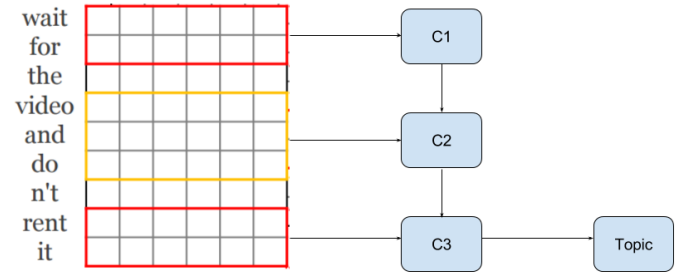 wait
for
the
video
and
do
n't
rent
it
C1
C2
C3
Topic